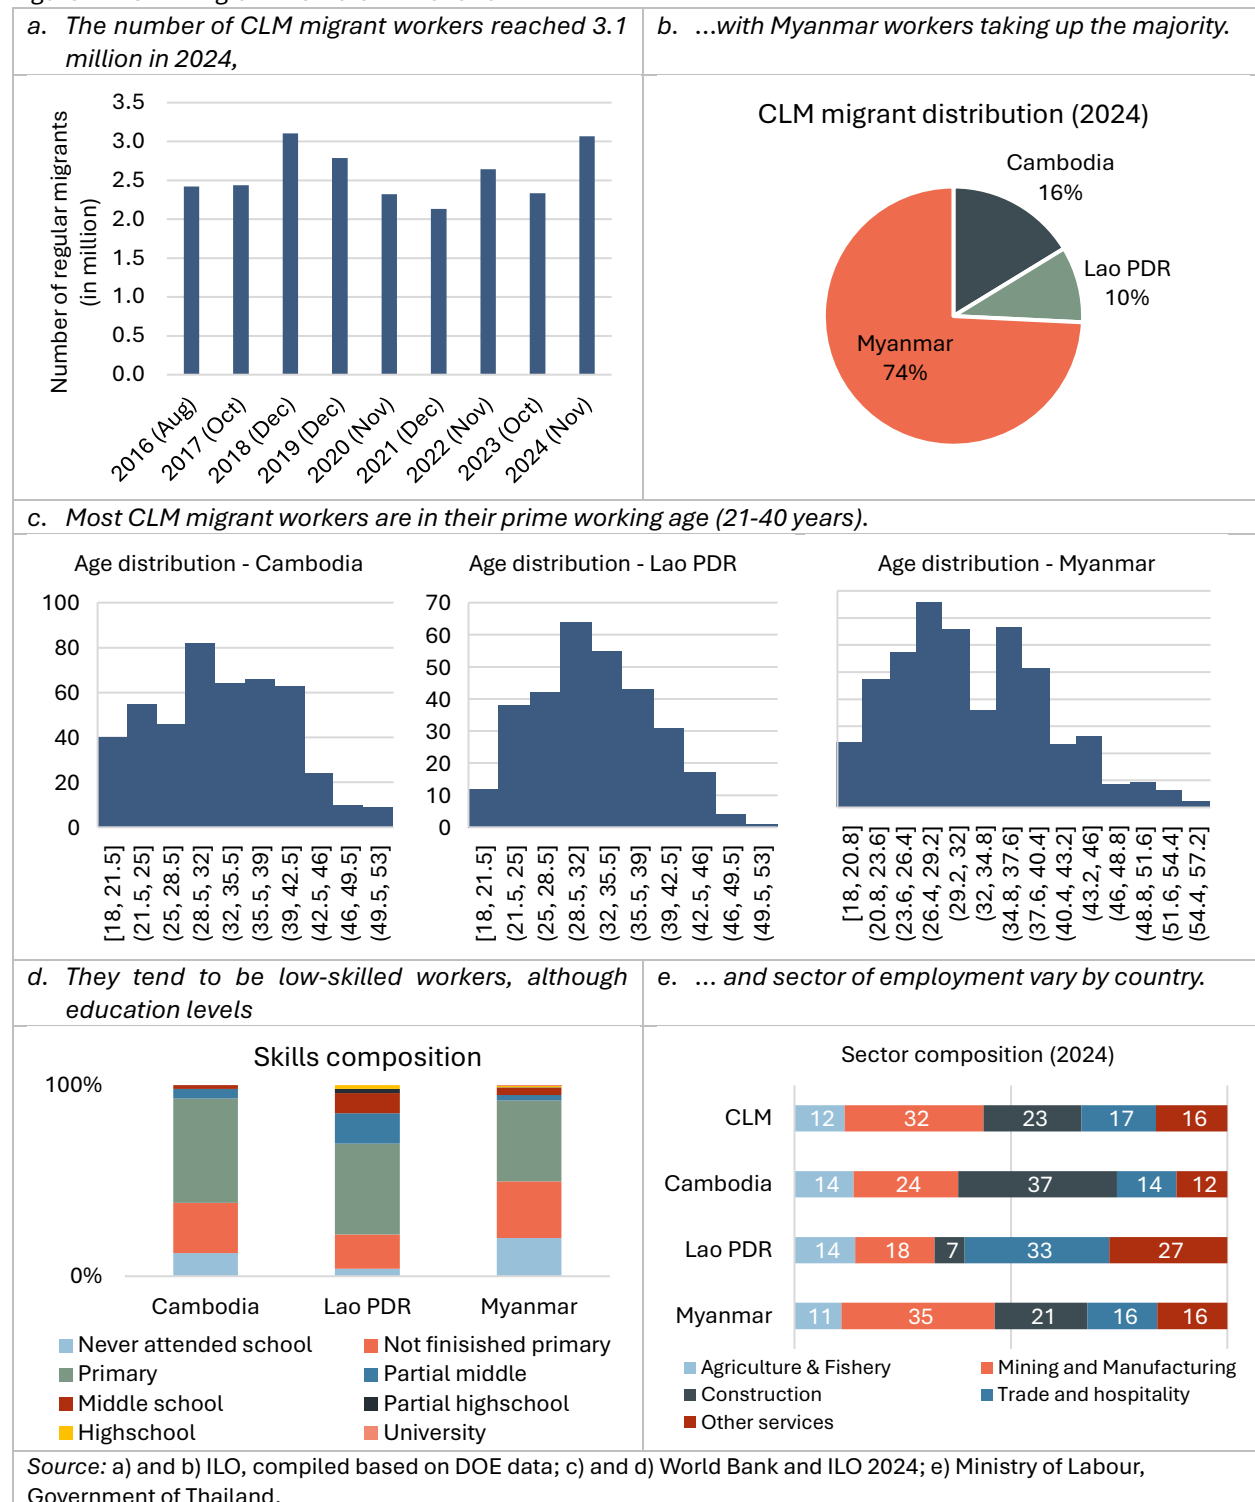 a. The number of CLM migrant workers reached 3.1
million in 2024,
b. ...with Myanmar workers taking up the majority.
Number of regular migrants
(in million)
3.5
3.0
2.5
2.0
1.5
1.0
0.5
0.0
2016 (Aug)
2017 (Oct)
2018 (Dec)
2019 (Dec)
2020 (Nov)
2021 (Dec)
2022 (Nov)
2023 (Oct)
2024 (Nov)
CLM migrant distribution (2024)
Cambodia
16%
Lao PDR
10%
Myanmar
74%
c. Most CLM migrant workers are in their prime working age (21-40 years).
Age distribution - Cambodia
100
80
60
40
20
0
[18, 21.5]
(21.5, 25]
(25, 28.5]
(28.5, 32]
(32, 35.5]
(35.5, 39]
(39, 42.5]
(42.5, 46]
(46, 49.5]
(49.5, 53]
Age distribution - Lao PDR
70
60
50
40
30
20
10
0
[18, 21.5]
(21.5, 25]
(25, 28.5]
(28.5, 32]
(32, 35.5]
(35.5, 39]
(39, 42.5]
(42.5, 46]
(46, 49.5]
(49.5, 53]
Age distribution - Myanmar
[18, 20.8]
(20.8, 23.6]
(23.6, 26.4]
(26.4, 29.2]
(29.2, 32]
(32, 34.8]
(34.8, 37.6]
(37.6, 40.4]
(40.4, 43.2]
(43.2, 46]
(46, 48.8]
(48.8, 51.6]
(51.6, 54.4]
(54.4, 57.2]
d. They tend to be low-skilled workers, although
education levels
e. ... and sector of employment vary by country.
Skills composition
100%
0%
Cambodia
Lao PDR
Myanmar
Never attended school
Not finisished primary
Primary
Partial middle
Middle school
Partial highschool
Highschool
University
Sector composition (2024)
CLM 12 32 23 17 16
Cambodia 14 24 37 14 12
Lao PDR 14 18 7 33 27
Myanmar 11 35 21 16 16
Agriculture & Fishery
Mining and Manufacturing
Construction
Trade and hospitality
Other services
Source: a) and b) ILO, compiled based on DOE data; c) and d) World Bank and ILO 2024; e) Ministry of Labour,
Government of Thailand.